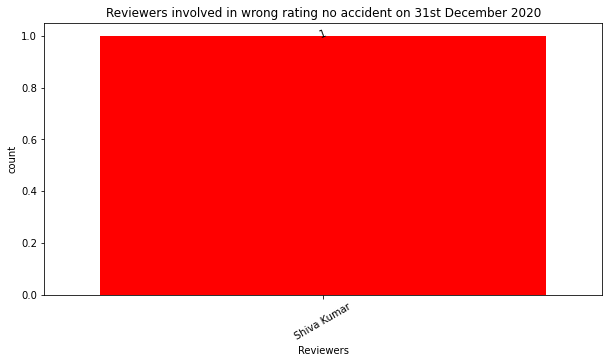 Reviewers involved in wrong rating no accident on 31st December 2020
1
1.0
0.8
0.6
0.4
0.2
0.0
count
Shiva Kumar
Reviewers